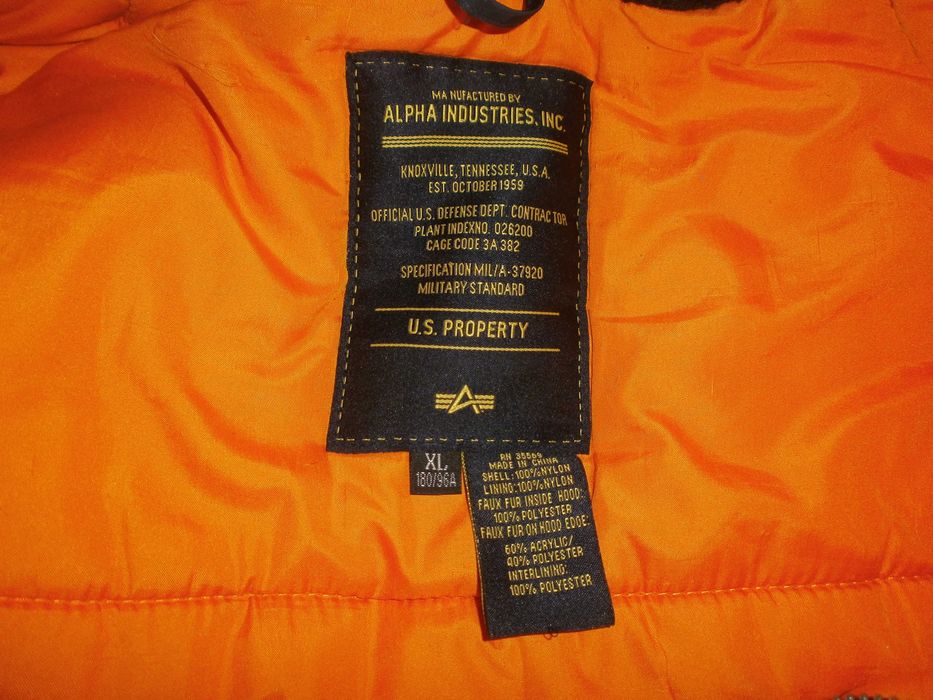 MA NUFACTURED BY
ALPHA INDUSTRIES, INC.
KNOXVILLE, TENNESSEE, U.S.A.
EST. OCTOBER 1959
OFFICIAL U.S. DEFENSE DEPT. CONTRACTOR
PLANT INDEXNO. 026200
CAGE CODE 3A 382
SPECIFICATION MIL/A-37920
MILITARY STANDARD
U.S. PROPERTY
XL
180/96A
RN 35569
MADE IN CHINA
SHELL: 100%NYLON
LINING: 100%NYLON
FAUX FUR INSIDE HOOD:
100% POLYESTER
FAUX FUR ON HOOD EDGE:
60% ACRYLIC/
40% POLYESTER
INTERLINING:
100% POLYESTER